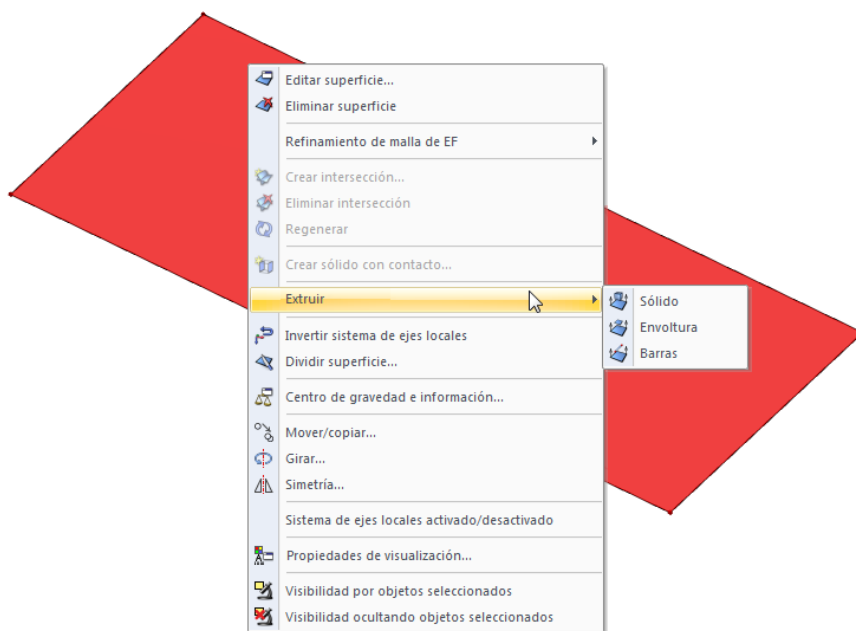 Editar superficie...
Eliminar superficie
Refinamiento de malla de EF
Crear intersección...
Eliminar intersección
Regenerar
Crear sólido con contacto...
Extruir
Sólido
Envoltura
Barras
Invertir sistema de ejes locales
Dividir superficie...
Centro de gravedad e información...
Mover/copiar...
Girar...
Simetría...
Sistema de ejes locales activado/desactivado
Propiedades de visualización...
Visibilidad por objetos seleccionados
Visibilidad ocultando objetos seleccionados